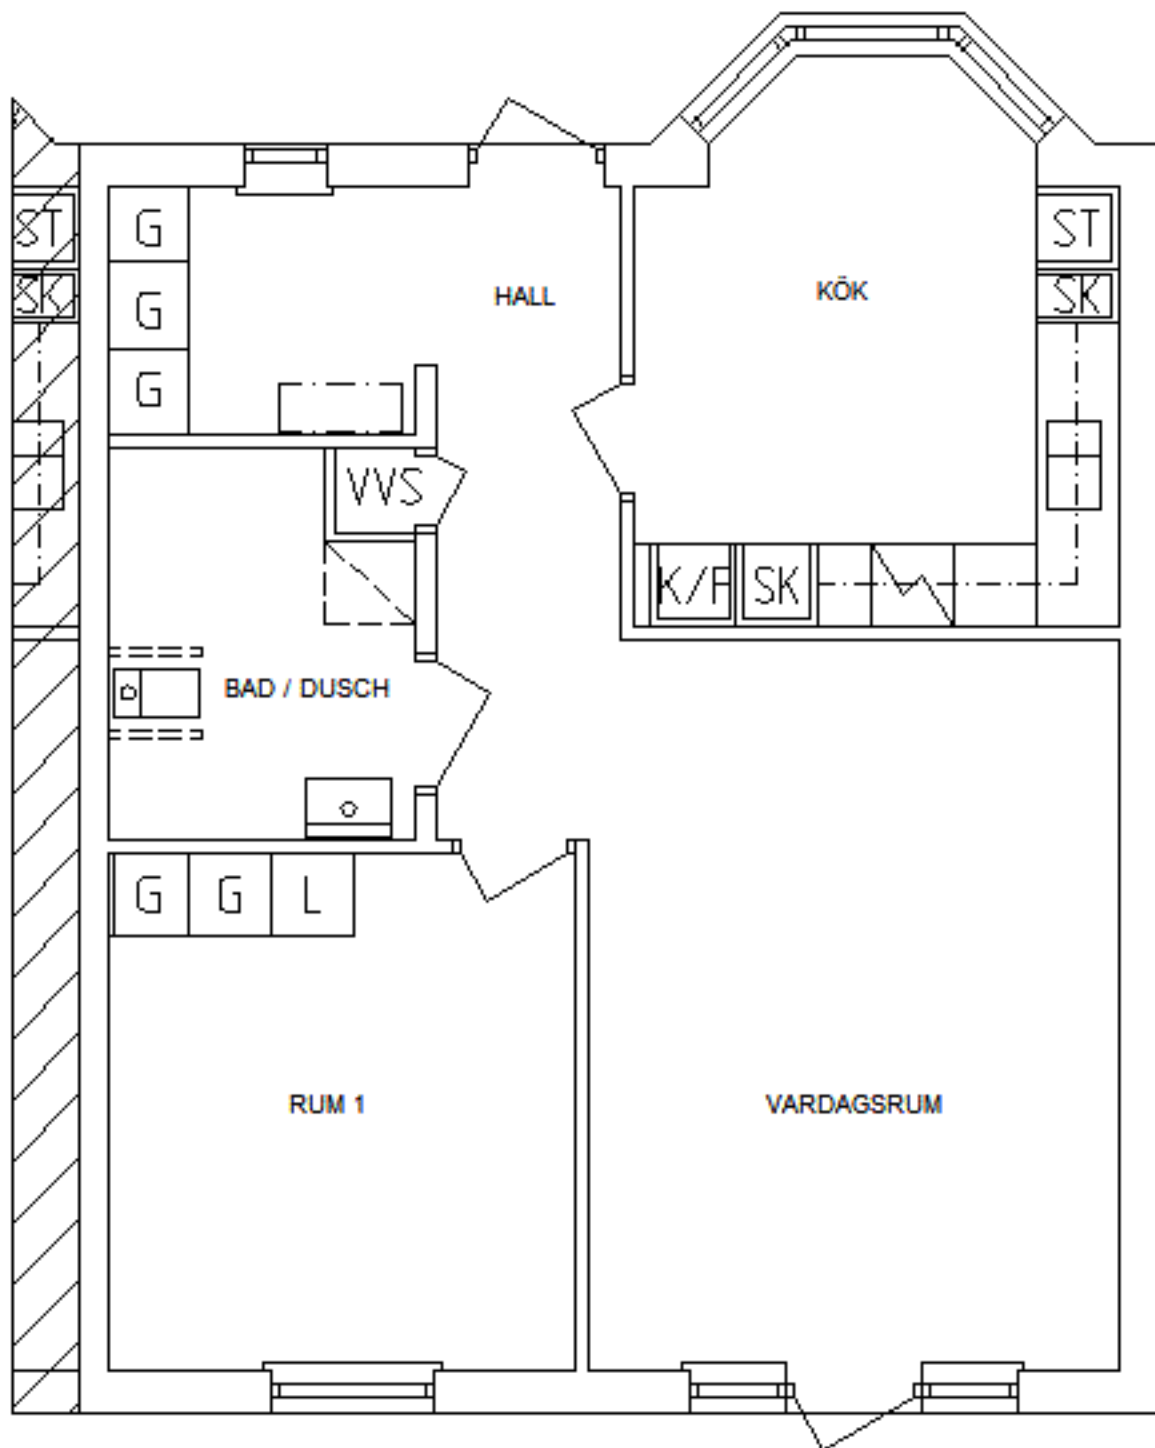 ST
G
ST
HALL
KÖK
SK
G
SK
G
VVS
K/F
SK
BAD / DUSCH
G
G
L
RUM 1
VARDAGSRUM